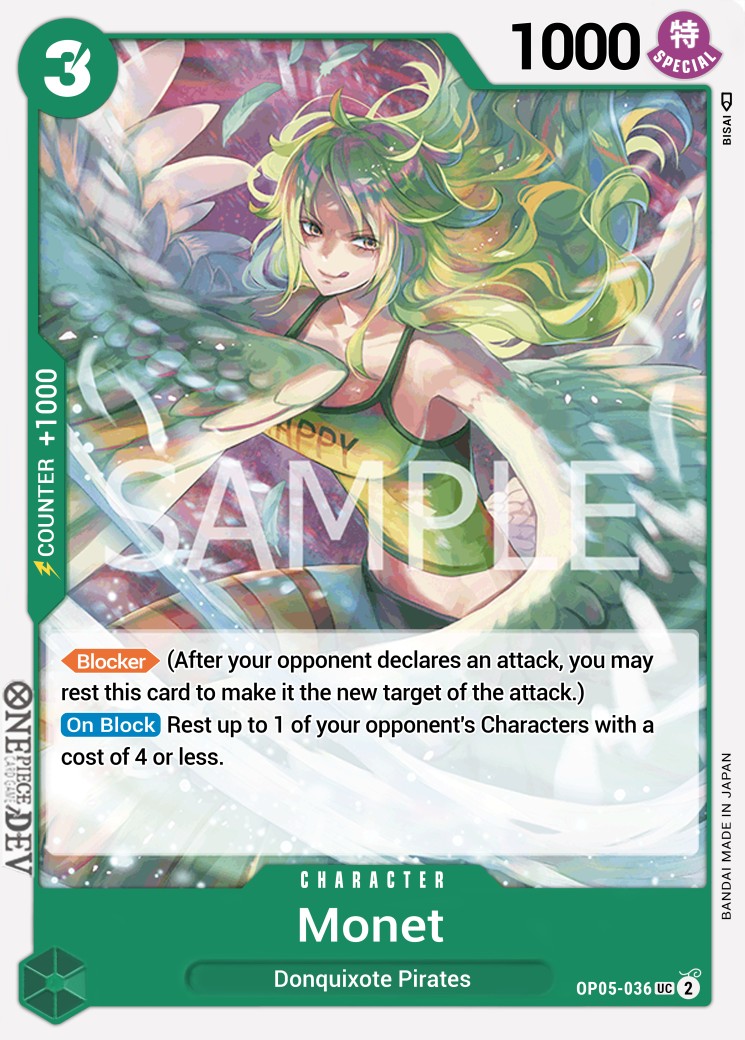 3
1000
特
SPECIAL
BISAI
COUNTER +1000
HAPPY
SAMPLE
Blocker (After your opponent declares an attack, you may
rest this card to make it the new target of the attack.)
On Block Rest up to 1 of your opponent's Characters with a
cost of 4 or less.
ONE PIECE
CARD GAME
DEV
BANDAI MADE IN JAPAN
CHARACTER
Monet
Donquixote Pirates
OP05-036 UC 2